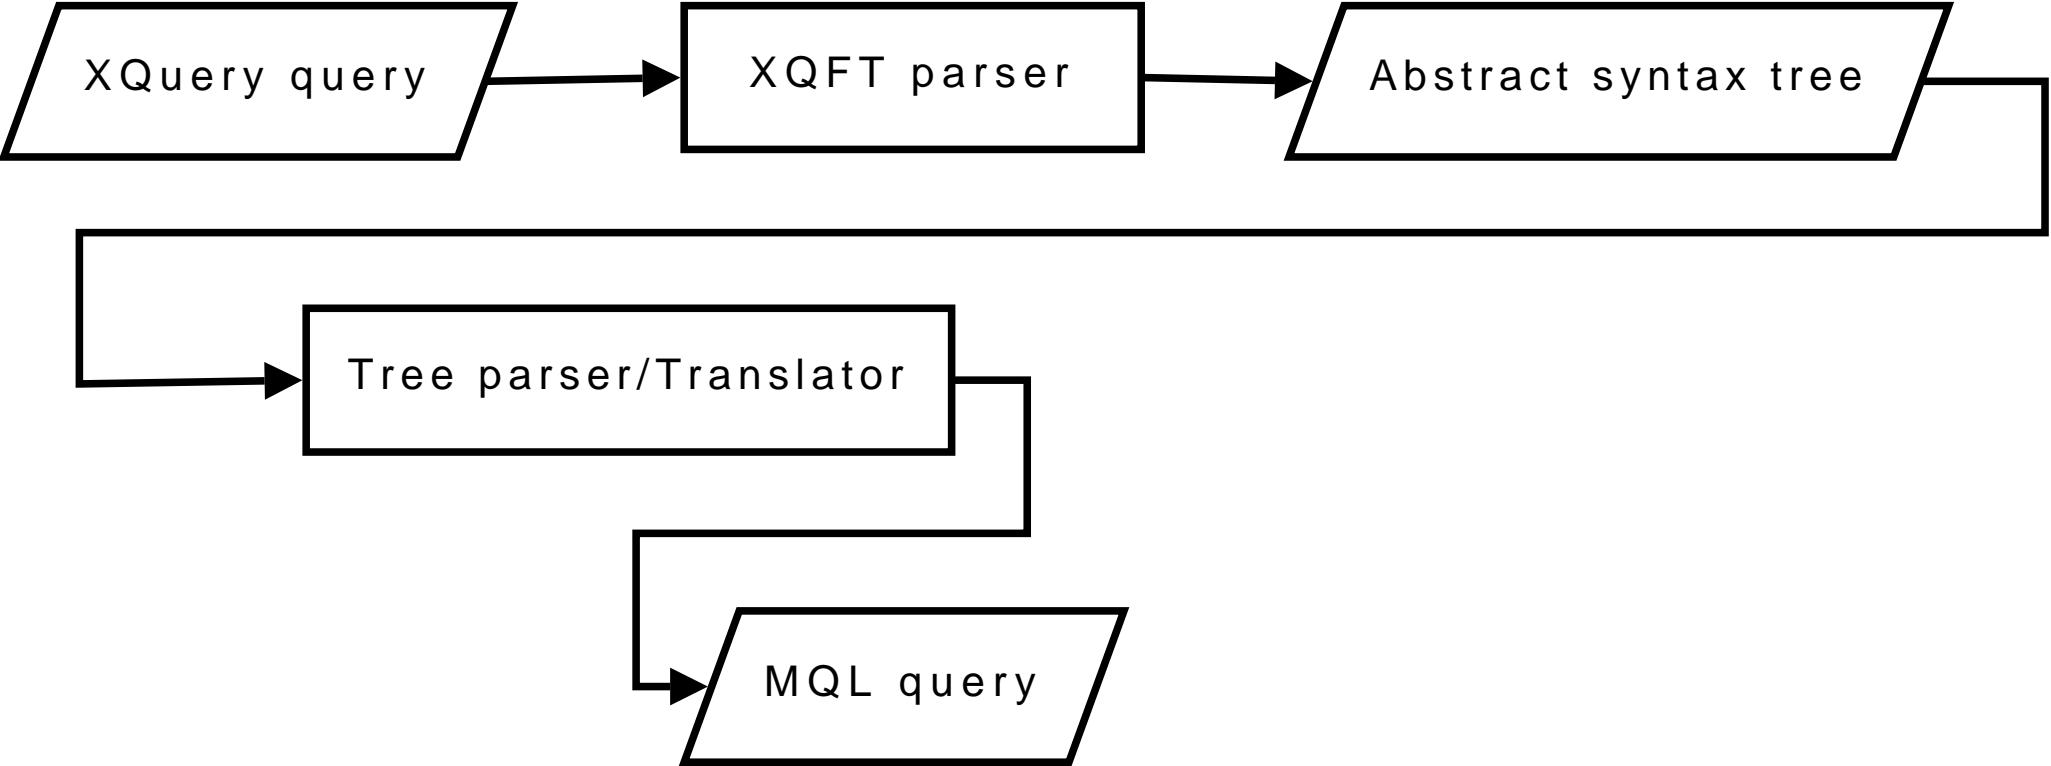 XQuery query
XQFT parser
Abstract syntax tree
Tree parser/Translator
MQL query